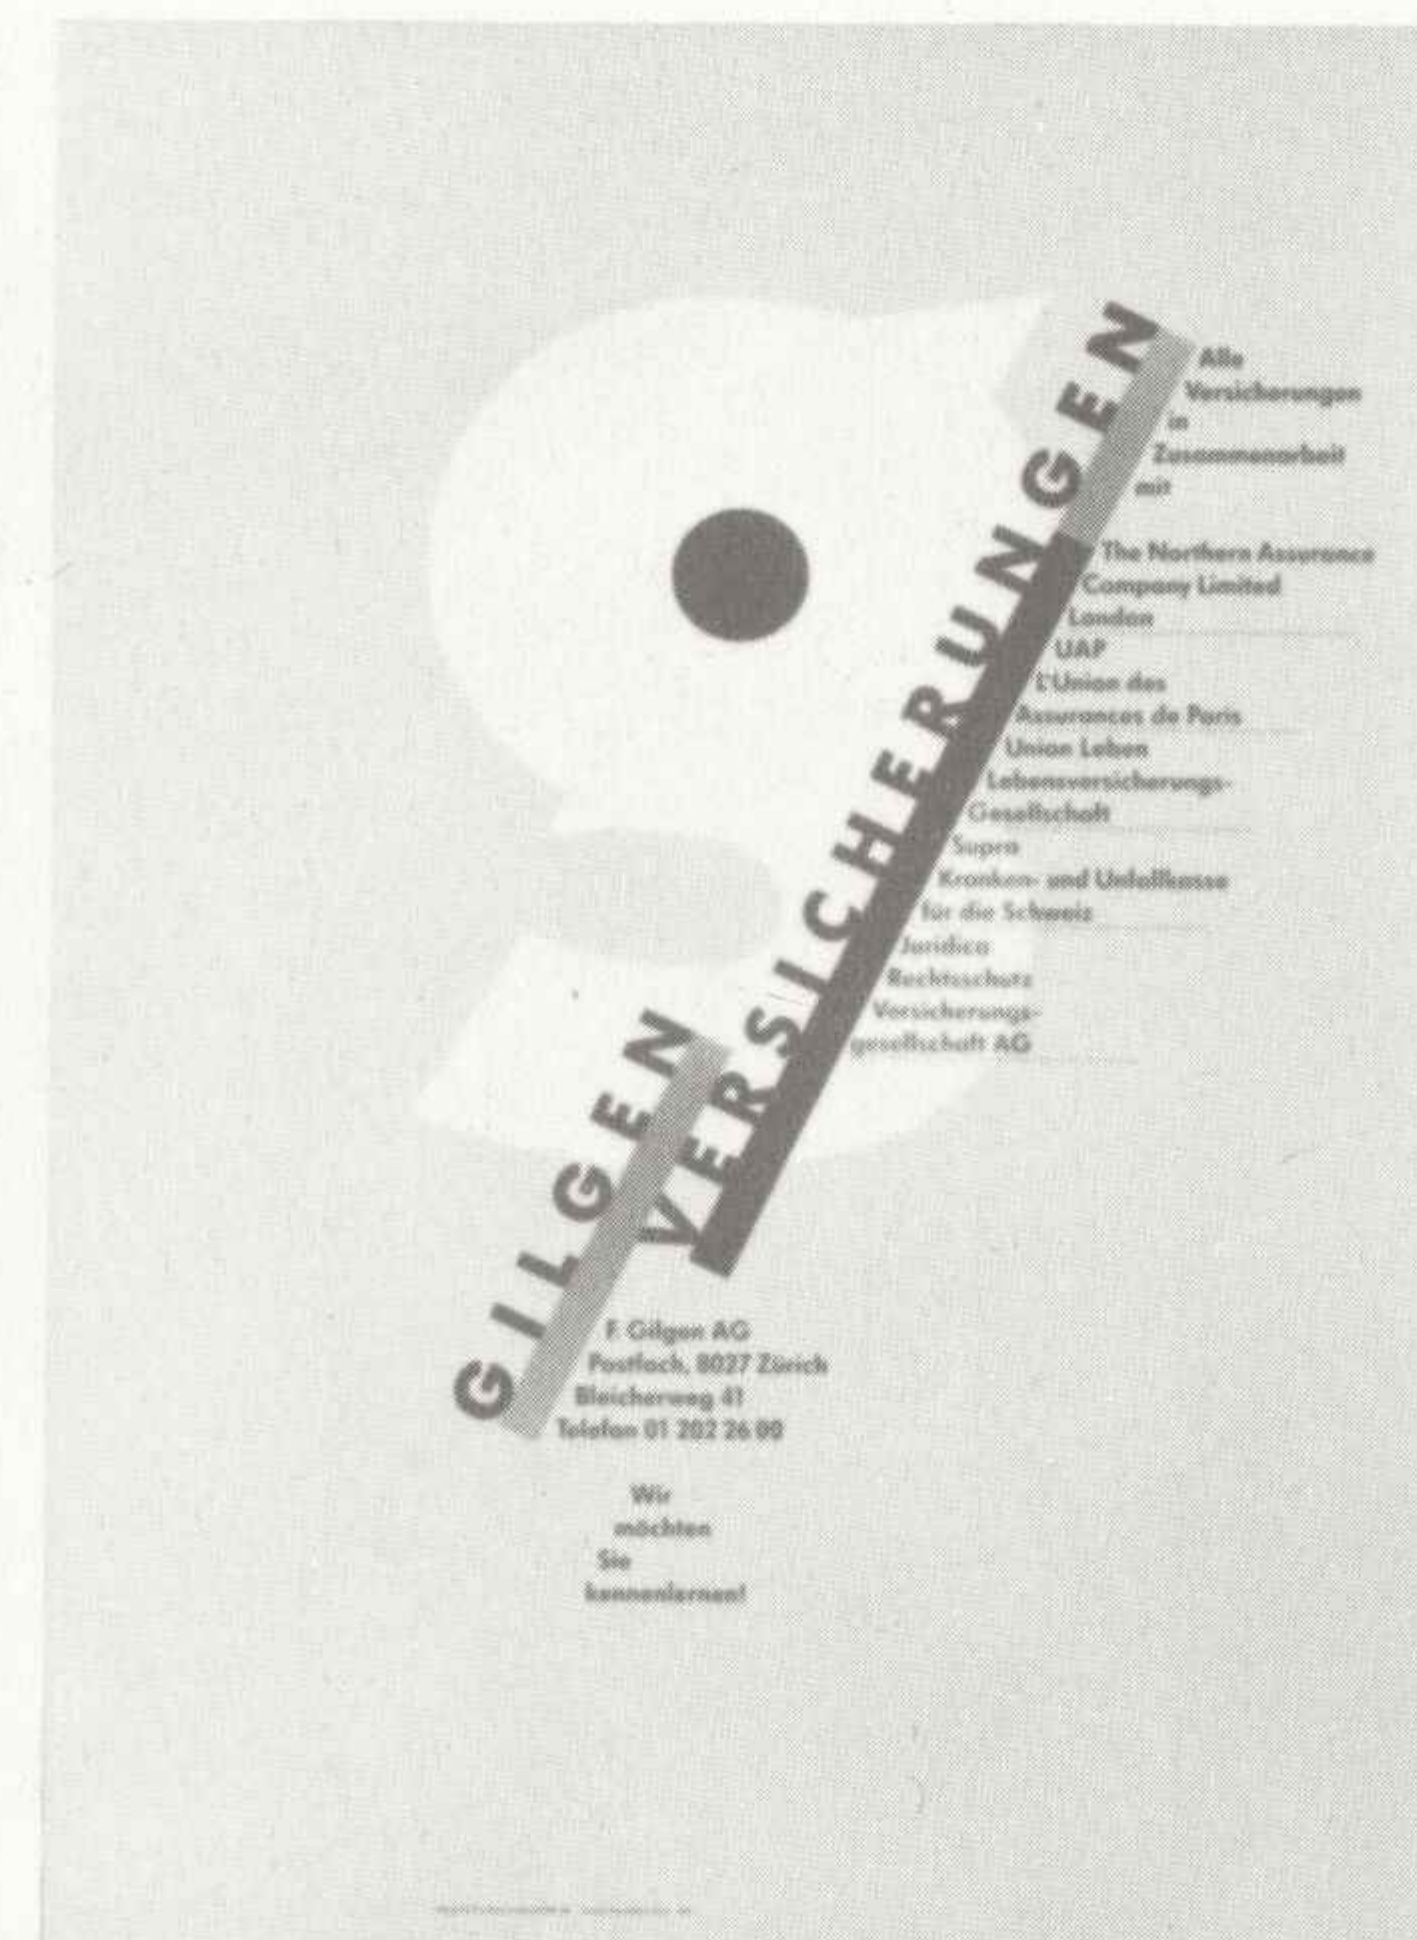 GILGEN
VERSICHERUNGEN
Alle
Versicherungen
in
Zusammenarbeit
mit
The Northern Assurance
Company Limited
London
UAP
L'Union des
Assurances de Paris
Union Leben
Lebensversicherungs-
Gesellschaft
Supra
Kranken- und Unfallkasse
für die Schweiz
Juridica
Rechtsschutz
Versicherungs-
gesellschaft AG
F. Gilgen AG
Postfach, 8027 Zürich
Bleicherweg 41
Telefon 01 202 26 00
Wir
möchten
Sie
kennenlernen!